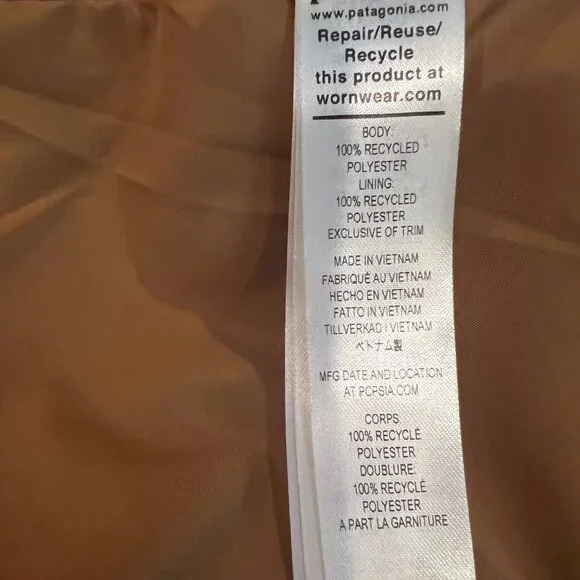 www.patagonia.com
Repair/Reuse/
Recycle
this product at
wornwear.com
BODY:
100% RECYCLED
POLYESTER
LINING:
100% RECYCLED
POLYESTER
EXCLUSIVE OF TRIM
MADE IN VIETNAM
FABRIQUÉ AU VIETNAM
HECHO EN VIETNAM
FATTO IN VIETNAM
TILLVERKAD I VIETNAM
ベトナム製
MFG DATE AND LOCATION
AT PCPSIA.COM
CORPS:
100% RECYCLÉ
POLYESTER
DOUBLURE:
100% RECYCLÉ
POLYESTER
A PART LA GARNITURE